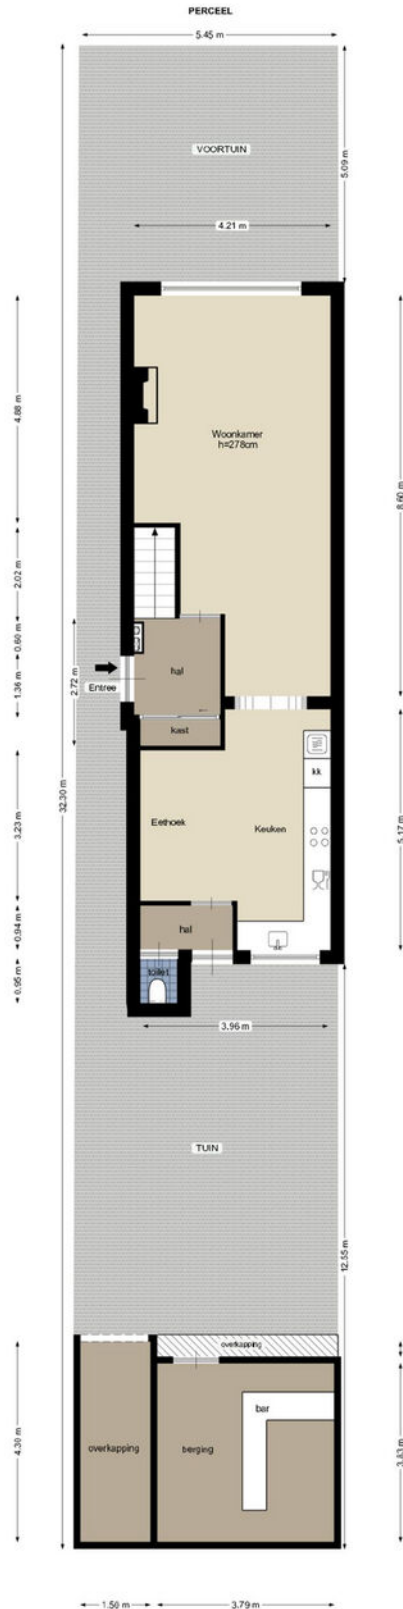 PERCEEL
5.45 m
VOORTUIN
5.09 m
4.21 m
4.88 m
Woonkamer
h=278cm
8.60 m
2.02 m
0.60 m
2.72 m
1.36 m
hal
Entree
kast
32.30 m
kk
3.23 m
Eethoek
Keuken
5.17 m
0.94 m
hal
0.95 m
toilet
3.96 m
TUIN
12.55 m
overkapping
4.30 m
overkapping
berging
bar
3.43 m
1.50 m
3.79 m